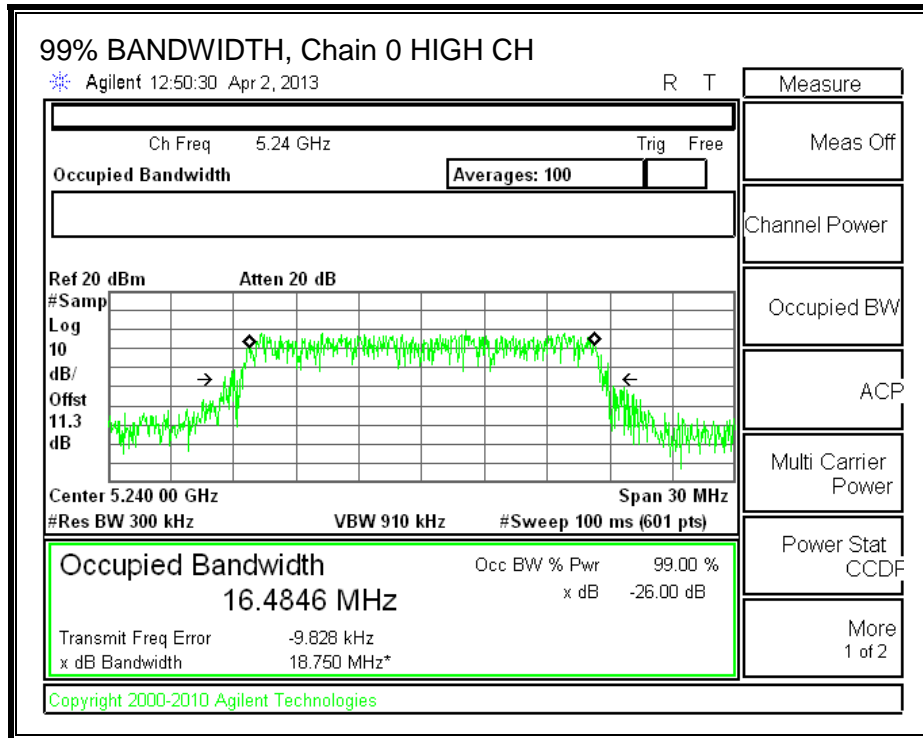 99% BANDWIDTH, Chain 0 HIGH CH
Agilent 12:50:30 Apr 2, 2013 R T
Measure
Ch Freq 5.24 GHz Trig Free
Meas Off
Occupied Bandwidth Averages: 100
Channel Power
Ref 20 dBm Atten 20 dB
#Samp
Log
10
dB/
Offst
11.3
dB
Occupied BW
ACP
Center 5.240 00 GHz Span 30 MHz
#Res BW 300 kHz VBW 910 kHz #Sweep 100 ms (601 pts)
Multi Carrier
Power
Occupied Bandwidth Occ BW % Pwr 99.00 %
16.4846 MHz x dB -26.00 dB
Transmit Freq Error -9.828 kHz
x dB Bandwidth 18.750 MHz*
Power Stat
CCDF
More
1 of 2
Copyright 2000-2010 Agilent Technologies